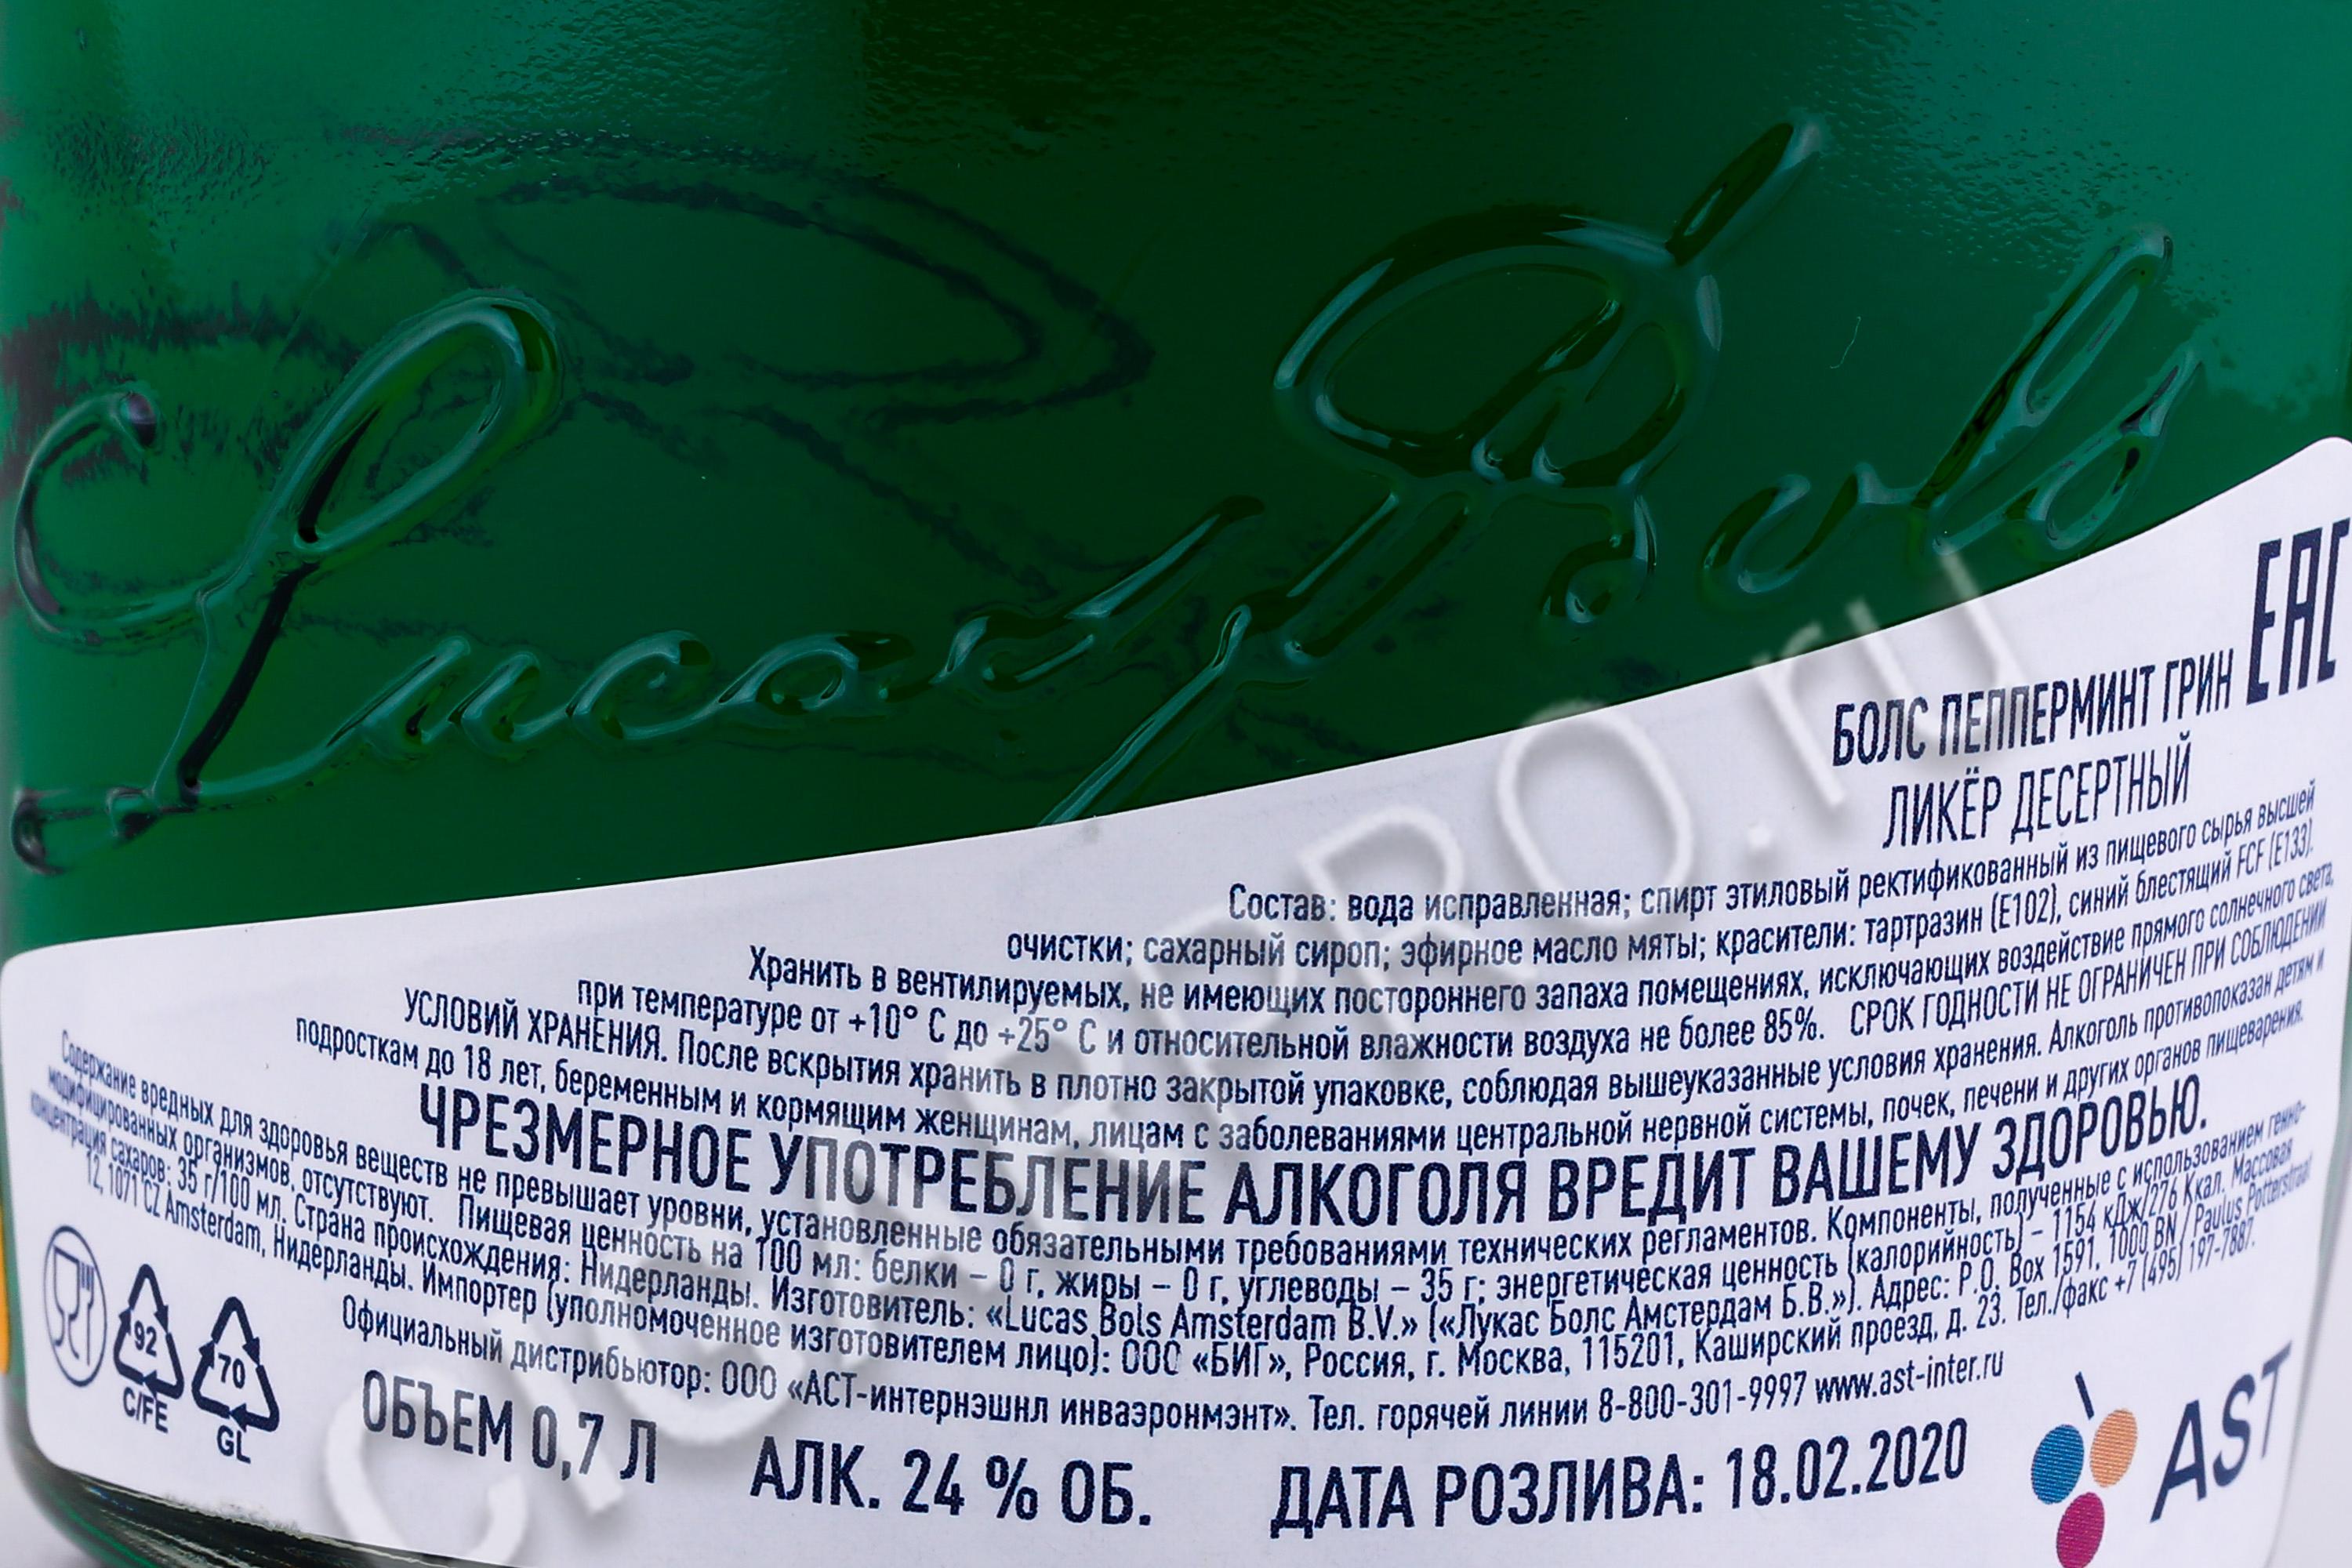 Lucas Bols
EAC
БОЛС ПЕППЕРМИНТ ГРИН
ЛИКЁР ДЕСЕРТНЫЙ
Состав: вода исправленная; спирт этиловый ректификованный из пищевого сырья высшей
очистки; сахарный сироп; эфирное масло мяты; красители: тартразин (E102), синий блестящий FCF (E133).
Хранить в вентилируемых, не имеющих постороннего запаха помещениях, исключающих воздействие прямого солнечного света,
при температуре от +10° С до +25° С и относительной влажности воздуха не более 85%. СРОК ГОДНОСТИ НЕ ОГРАНИЧЕН ПРИ СОБЛЮДЕНИИ
УСЛОВИЙ ХРАНЕНИЯ. После вскрытия хранить в плотно закрытой упаковке, соблюдая вышеуказанные условия хранения. Алкоголь противопоказан детям и
подросткам до 18 лет, беременным и кормящим женщинам, лицам с заболеваниями центральной нервной системы, почек, печени и других органов пищеварения.
ЧРЕЗМЕРНОЕ УПОТРЕБЛЕНИЕ АЛКОГОЛЯ ВРЕДИТ ВАШЕМУ ЗДОРОВЬЮ.
Содержание вредных для здоровья веществ не превышает уровни, установленные обязательными требованиями технических регламентов. Компоненты, полученные с использованием генно-
модифицированных организмов, отсутствуют. Пищевая ценность на 100 мл: белки – 0 г, жиры – 0 г, углеводы – 35 г; энергетическая ценность (калорийность) – 1154 кДж/276 Ккал. Массовая
концентрация сахаров: 35 г/100 мл. Страна происхождения: Нидерланды. Изготовитель: «Lucas Bols Amsterdam B.V.» («Лукас Болс Амстердам Б.В.»). Адрес: P.O. Box 1591, 1000 BN / Paulus Potterstraat
12, 1071 CZ Amsterdam, Нидерланды. Импортер (уполномоченное изготовителем лицо): ООО «БИГ», Россия, г. Москва, 115201, Каширский проезд, д. 23. Тел./факс +7 (495) 197-7887.
Официальный дистрибьютор: ООО «АСТ-интернэшнл инваэронмэнт». Тел. горячей линии 8-800-301-9997 www.ast-inter.ru
92
C/FE
70
GL
ОБЪЕМ 0,7 Л АЛК. 24 % ОБ. ДАТА РОЗЛИВА: 18.02.2020
AST